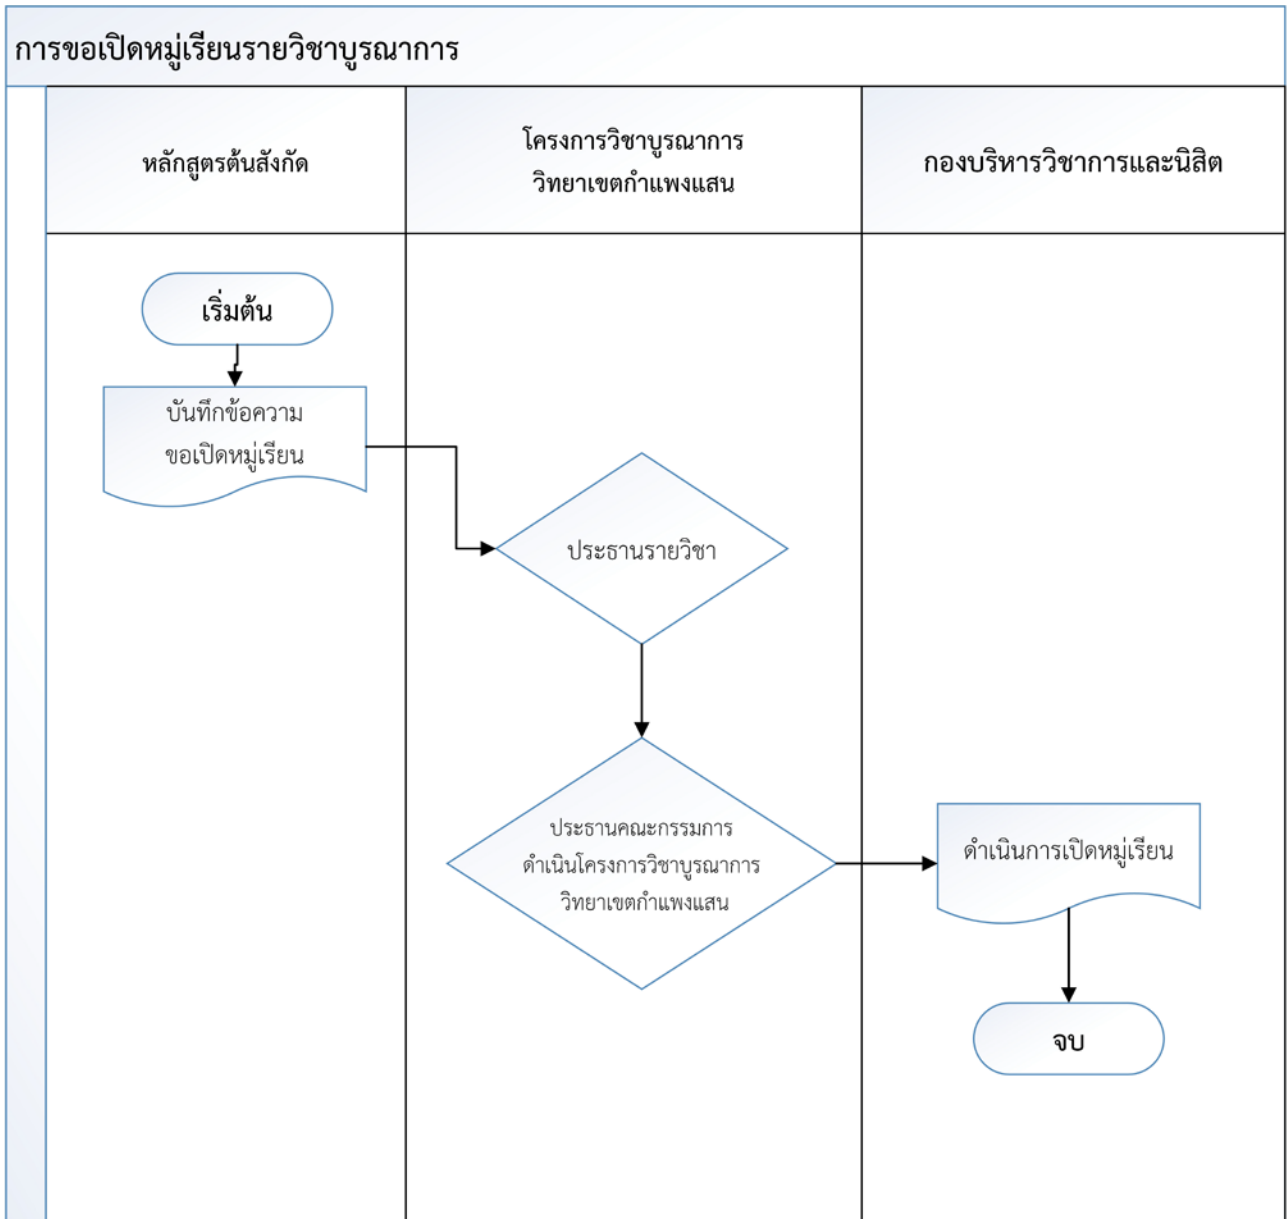 การขอเปิดหมู่เรียนรายวิชาบูรณาการ
หลักสูตรต้นสังกัด
โครงการวิชาบูรณาการ
วิทยาเขตกำแพงแสน
กองบริหารวิชาการและนิสิต
เริ่มต้น
บันทึกข้อความ
ขอเปิดหมู่เรียน
ประธานรายวิชา
ประธานคณะกรรมการ
ดำเนินโครงการวิชาบูรณาการ
วิทยาเขตกำแพงแสน
ดำเนินการเปิดหมู่เรียน
จบ